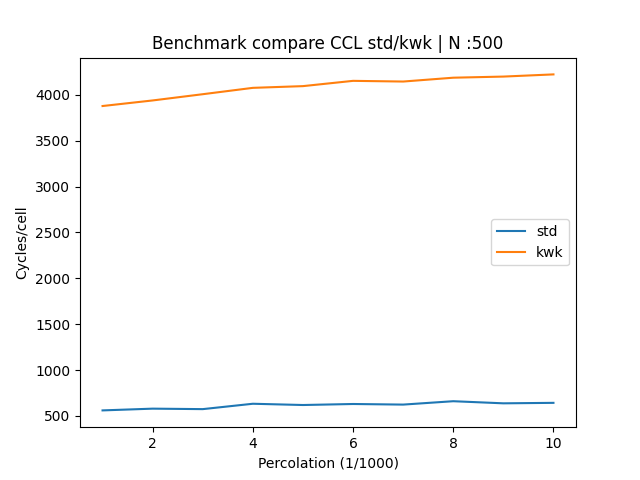 Benchmark compare CCL std/kwk | N :500
4000
3500
3000
2500
2000
1500
1000
500
Cycles/cell
std
kwk
2 4 6 8 10
Percolation (1/1000)